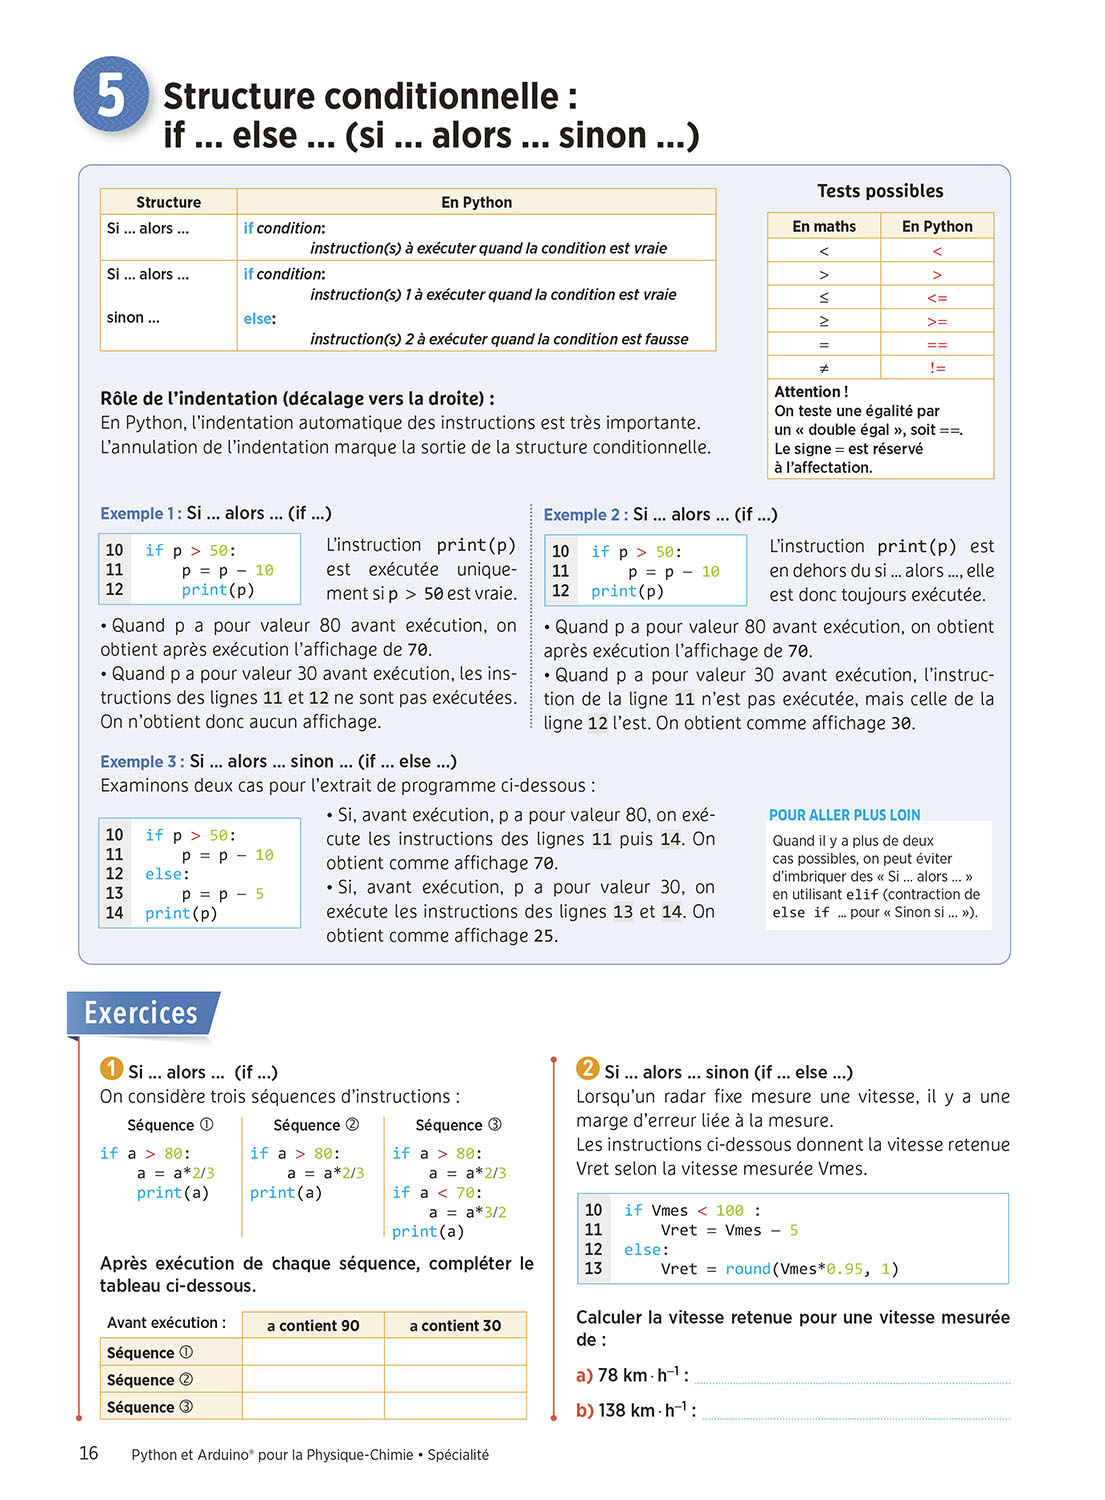 5
Structure conditionnelle :
if ... else ... (si ... alors ... sinon ...)
Structure En Python
Si ... alors ... if condition:
instruction(s) à exécuter quand la condition est vraie
Si ... alors ... if condition:
instruction(s) 1 à exécuter quand la condition est vraie
sinon ... else:
instruction(s) 2 à exécuter quand la condition est fausse
Tests possibles
En maths En Python
< <
> >
≤ <=
≥ >=
= ==
≠ !=
Attention !
On teste une égalité par
un « double égal », soit ==.
Le signe = est réservé
à l'affectation.
Rôle de l'indentation (décalage vers la droite) :
En Python, l'indentation automatique des instructions est très importante.
L'annulation de l'indentation marque la sortie de la structure conditionnelle.
Exemple 1 : Si ... alors ... (if ...)
10 if p > 50:
11 p = p − 10
12 print(p)
L'instruction print(p)
est exécutée unique-
ment si p > 50 est vraie.
• Quand p a pour valeur 80 avant exécution, on
obtient après exécution l'affichage de 70.
• Quand p a pour valeur 30 avant exécution, les ins-
tructions des lignes 11 et 12 ne sont pas exécutées.
On n'obtient donc aucun affichage.
Exemple 2 : Si ... alors ... (if ...)
10 if p > 50:
11 p = p − 10
12 print(p)
L'instruction print(p) est
en dehors du si ... alors ..., elle
est donc toujours exécutée.
• Quand p a pour valeur 80 avant exécution, on obtient
après exécution l'affichage de 70.
• Quand p a pour valeur 30 avant exécution, l'instruc-
tion de la ligne 11 n'est pas exécutée, mais celle de la
ligne 12 l'est. On obtient comme affichage 30.
Exemple 3 : Si ... alors ... sinon ... (if ... else ...)
Examinons deux cas pour l'extrait de programme ci-dessous :
10 if p > 50:
11 p = p − 10
12 else:
13 p = p − 5
14 print(p)
• Si, avant exécution, p a pour valeur 80, on exé-
cute les instructions des lignes 11 puis 14. On
obtient comme affichage 70.
• Si, avant exécution, p a pour valeur 30, on
exécute les instructions des lignes 13 et 14. On
obtient comme affichage 25.
POUR ALLER PLUS LOIN
Quand il y a plus de deux
cas possibles, on peut éviter
d'imbriquer des « Si ... alors ... »
en utilisant elif (contraction de
else if ... pour « Sinon si ... »).
Exercices
1 Si ... alors ... (if ...)
On considère trois séquences d'instructions :
Séquence ①
if a > 80:
a = a*2/3
print(a)
Séquence ②
if a > 80:
a = a*2/3
print(a)
Séquence ③
if a > 80:
a = a*2/3
if a < 70:
a = a*3/2
print(a)
Après exécution de chaque séquence, compléter le
tableau ci-dessous.
Avant exécution : a contient 90 a contient 30
Séquence ①
Séquence ②
Séquence ③
2 Si ... alors ... sinon (if ... else ...)
Lorsqu'un radar fixe mesure une vitesse, il y a une
marge d'erreur liée à la mesure.
Les instructions ci-dessous donnent la vitesse retenue
Vret selon la vitesse mesurée Vmes.
10 if Vmes < 100 :
11 Vret = Vmes − 5
12 else:
13 Vret = round(Vmes*0.95, 1)
Calculer la vitesse retenue pour une vitesse mesurée
de :
a) 78 km · h⁻¹ :
b) 138 km · h⁻¹ :
16 Python et Arduino® pour la Physique-Chimie • Spécialité